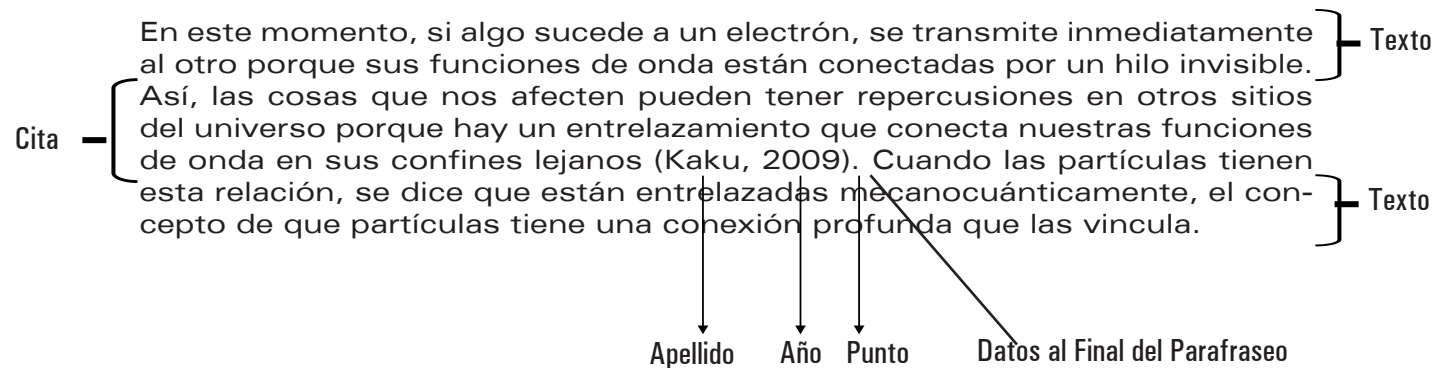 En este momento, si algo sucede a un electrón, se transmite inmediatamente
al otro porque sus funciones de onda están conectadas por un hilo invisible.
Así, las cosas que nos afecten pueden tener repercusiones en otros sitios
del universo porque hay un entrelazamiento que conecta nuestras funciones
de onda en sus confines lejanos (Kaku, 2009). Cuando las partículas tienen
esta relación, se dice que están entrelazadas mecanocuánticamente, el con-
cepto de que partículas tiene una conexión profunda que las vincula.
Texto
Cita
Texto
Apellido
Año
Punto
Datos al Final del Parafraseo